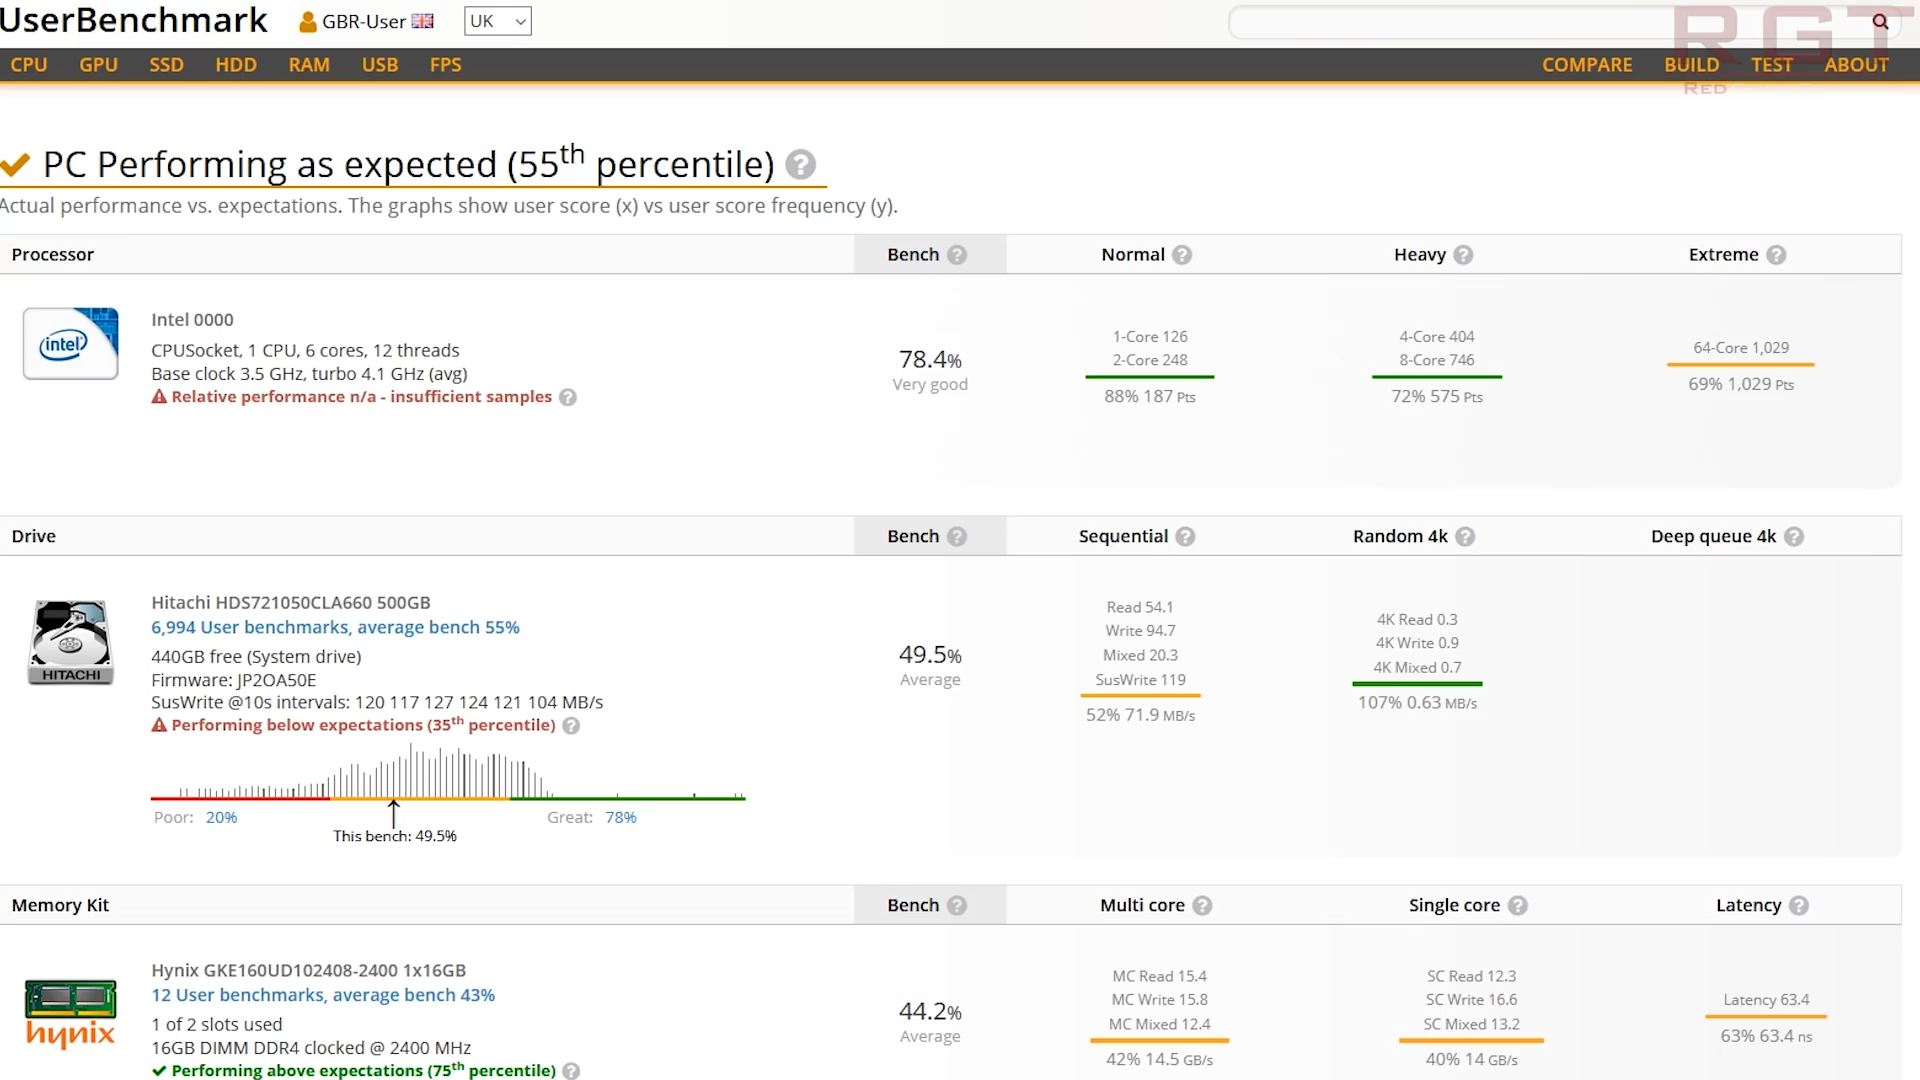 UserBenchmark GBR-User UK
RGT
CPU GPU SSD HDD RAM USB FPS COMPARE BUILD TEST ABOUT
RED
PC Performing as expected (55th percentile) ?
Actual performance vs. expectations. The graphs show user score (x) vs user score frequency (y).
Processor Bench ? Normal ? Heavy ? Extreme ?
intel
Intel 0000
CPUSocket, 1 CPU, 6 cores, 12 threads
Base clock 3.5 GHz, turbo 4.1 GHz (avg)
Relative performance n/a - insufficient samples ?
78.4%
Very good
1-Core 126
2-Core 248
88% 187 Pts
4-Core 404
8-Core 746
72% 575 Pts
64-Core 1,029
69% 1,029 Pts
Drive Bench ? Sequential ? Random 4k ? Deep queue 4k ?
HITACHI
Hitachi HDS721050CLA660 500GB
6,994 User benchmarks, average bench 55%
440GB free (System drive)
Firmware: JP2OA50E
SusWrite @10s intervals: 120 117 127 124 121 104 MB/s
Performing below expectations (35th percentile) ?
Poor: 20% Great: 78%
This bench: 49.5%
49.5%
Average
Read 54.1
Write 94.7
Mixed 20.3
SusWrite 119
52% 71.9 MB/s
4K Read 0.3
4K Write 0.9
4K Mixed 0.7
107% 0.63 MB/s
Memory Kit Bench ? Multi core ? Single core ? Latency ?
hynix
Hynix GKE160UD102408-2400 1x16GB
12 User benchmarks, average bench 43%
1 of 2 slots used
16GB DIMM DDR4 clocked @ 2400 MHz
Performing above expectations (75th percentile) ?
44.2%
Average
MC Read 15.4
MC Write 15.8
MC Mixed 12.4
42% 14.5 GB/s
SC Read 12.3
SC Write 16.6
SC Mixed 13.2
40% 14 GB/s
Latency 63.4
63% 63.4 ns